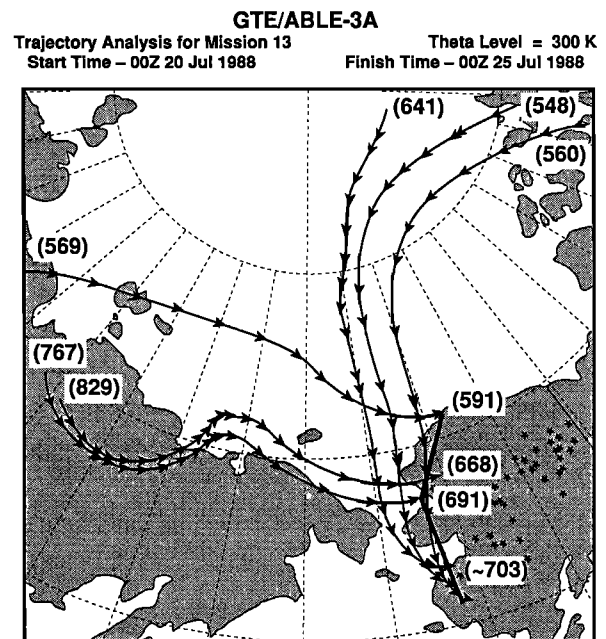 GTE/ABLE-3A
Trajectory Analysis for Mission 13
Theta Level = 300 K
Start Time – 00Z 20 Jul 1988
Finish Time – 00Z 25 Jul 1988
(641)
(548)
(560)
(569)
(767)
(829)
(591)
(668)
(691)
(~703)